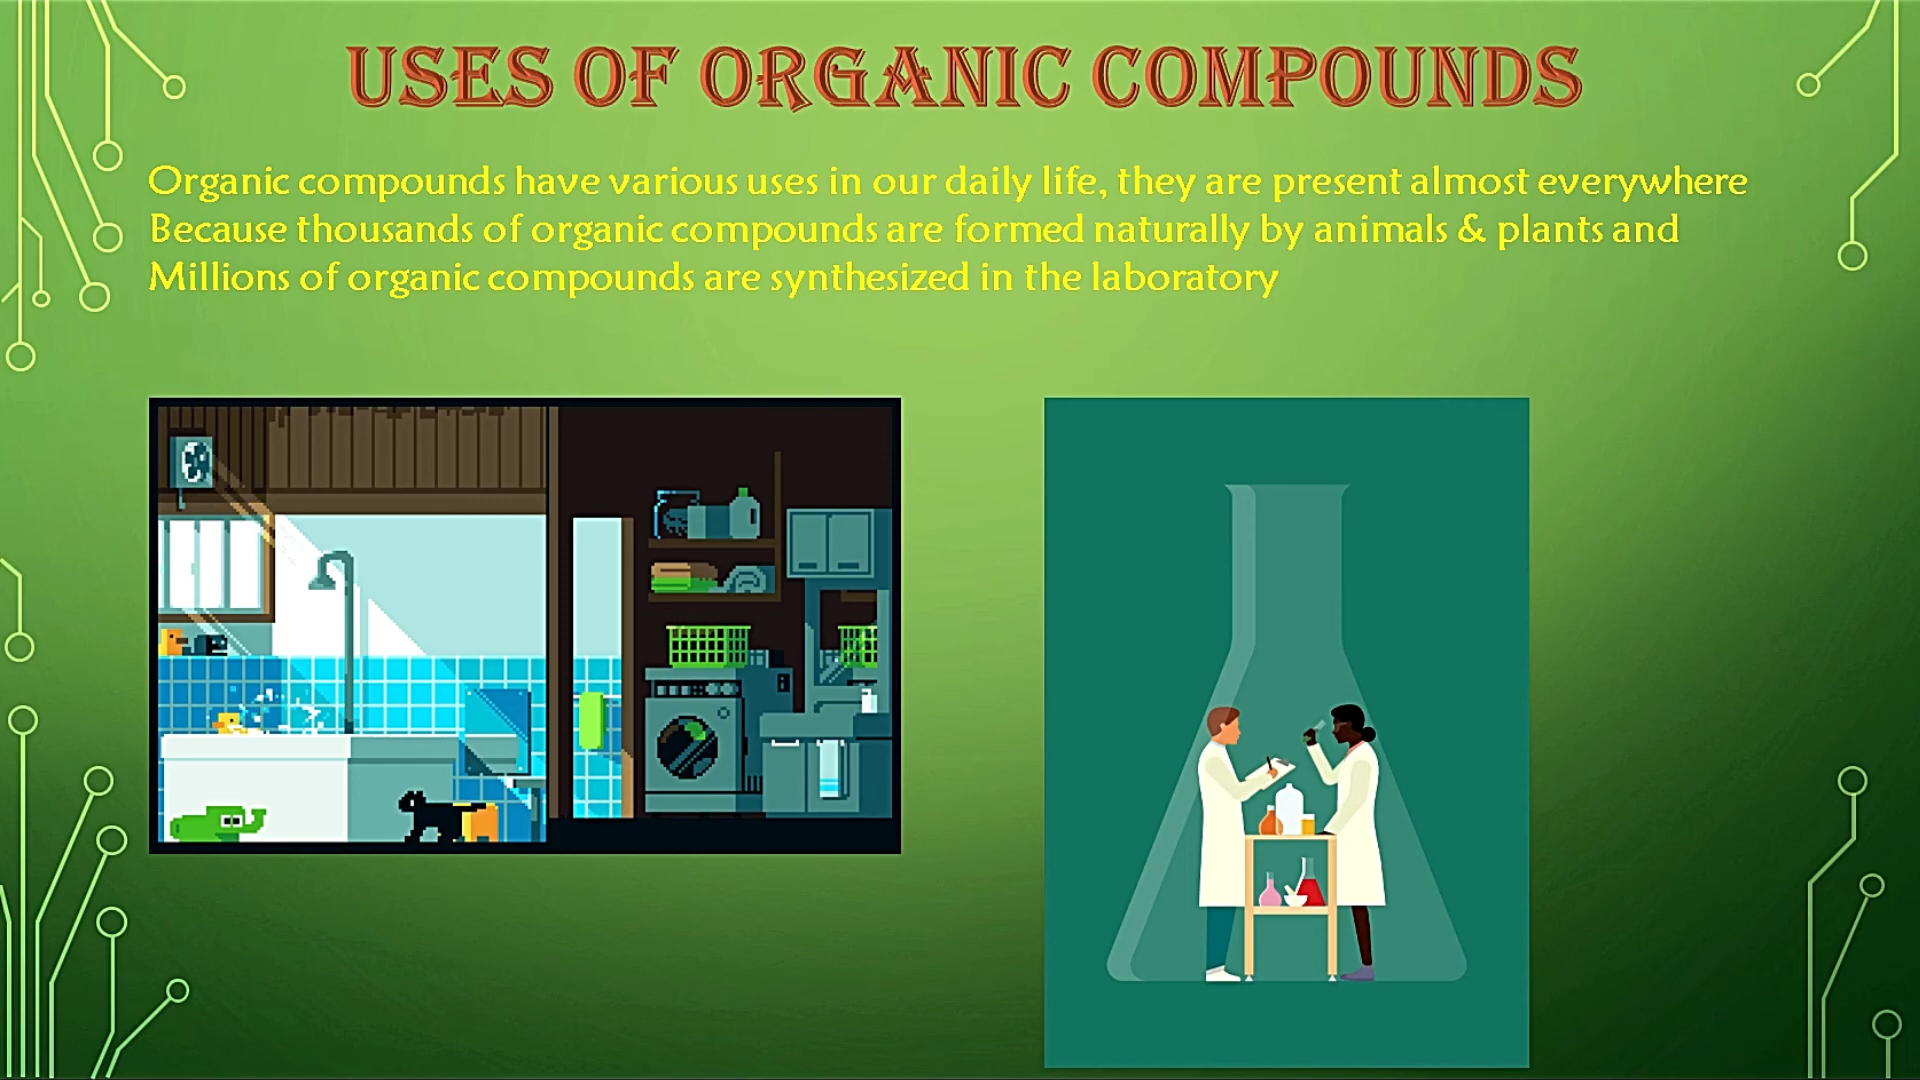 USES OF ORGANIC COMPOUNDS
Organic compounds have various uses in our daily life, they are present almost everywhere
Because thousands of organic compounds are formed naturally by animals & plants and
Millions of organic compounds are synthesized in the laboratory